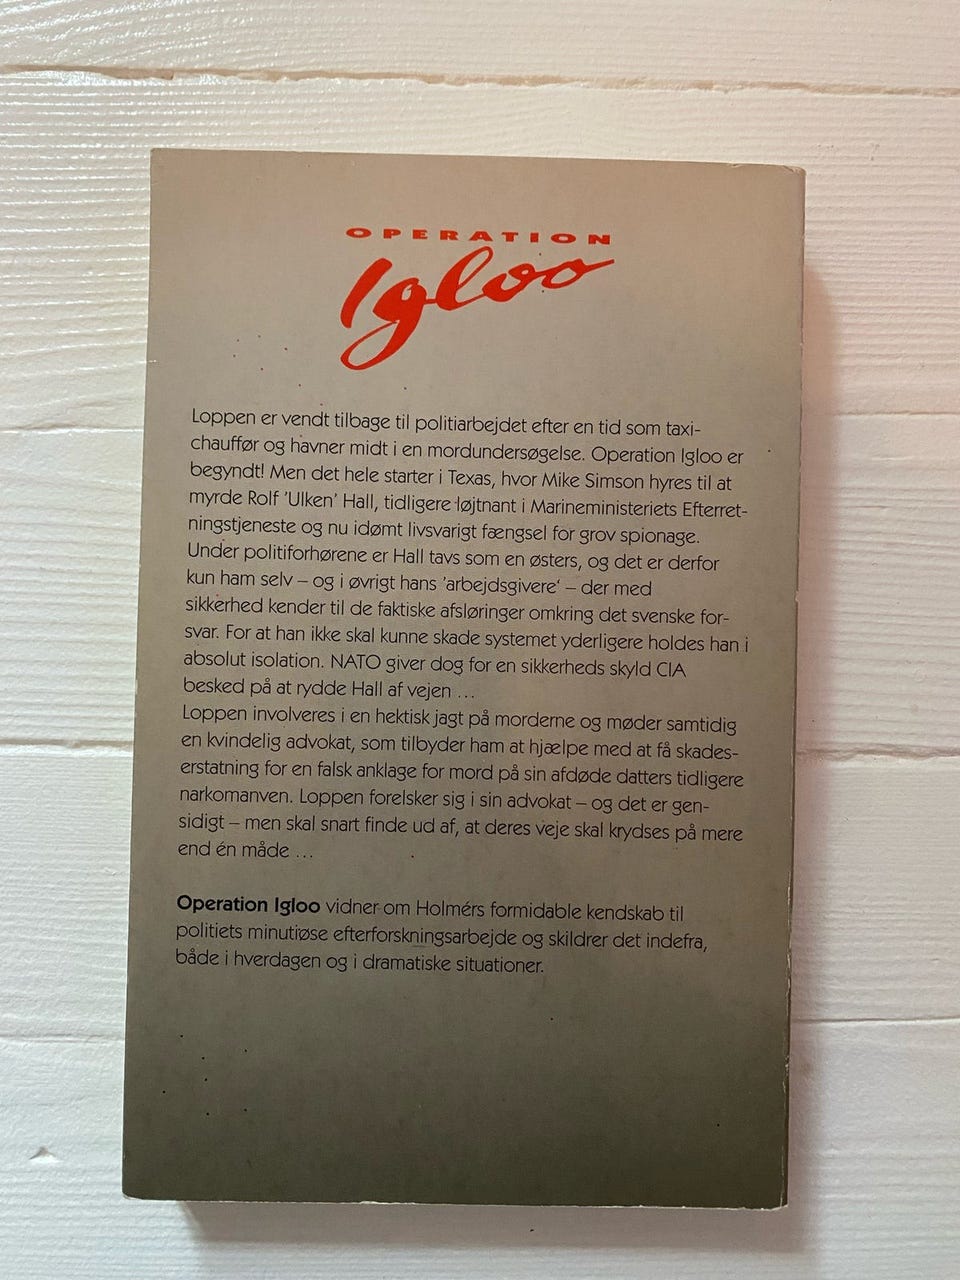 OPERATION
Igloo
Loppen er vendt tilbage til politiarbejdet efter en tid som taxi-
chauffør og havner midt i en mordundersøgelse. Operation Igloo er
begyndt! Men det hele starter i Texas, hvor Mike Simson hyres til at
myrde Rolf ’Ulken’ Hall, tidligere løjtnant i Marineministeriets Efterret-
ningstjeneste og nu idømt livsvarigt fængsel for grov spionage.
Under politiforhørene er Hall tavs som en østers, og det er derfor
kun ham selv – og i øvrigt hans ’arbejdsgivere‘ – der med
sikkerhed kender til de faktiske afsløringer omkring det svenske for-
svar. For at han ikke skal kunne skade systemet yderligere holdes han i
absolut isolation. NATO giver dog for en sikkerheds skyld CIA
besked på at rydde Hall af vejen ...
Loppen involveres i en hektisk jagt på morderne og møder samtidig
en kvindelig advokat, som tilbyder ham at hjælpe med at få skades-
erstatning for en falsk anklage for mord på sin afdøde datters tidligere
narkomanven. Loppen forelsker sig i sin advokat – og det er gen-
sidigt – men skal snart finde ud af, at deres veje skal krydses på mere
end én måde ...
Operation Igloo vidner om Holmérs formidable kendskab til
politiets minutiøse efterforskningsarbejde og skildrer det indefra,
både i hverdagen og i dramatiske situationer.